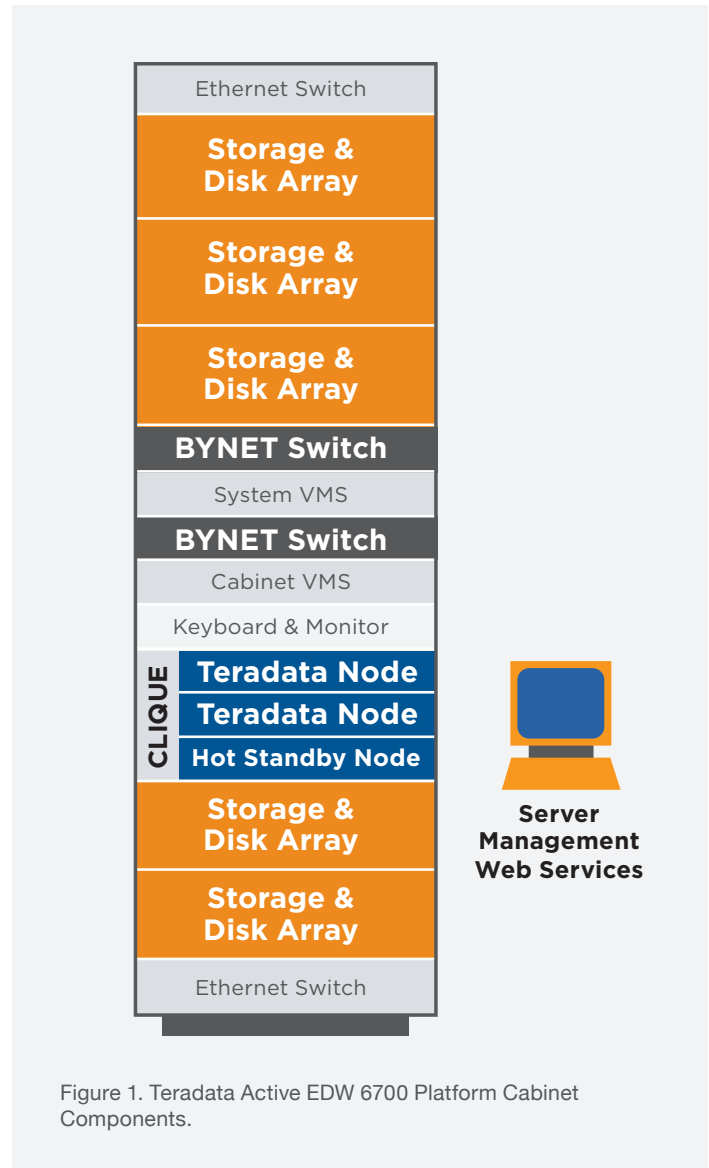 Ethernet Switch
Storage &
Disk Array
Storage &
Disk Array
Storage &
Disk Array
BYNET Switch
System VMS
BYNET Switch
Cabinet VMS
Keyboard & Monitor
CLIQUE
Teradata Node
Teradata Node
Hot Standby Node
Storage &
Disk Array
Storage &
Disk Array
Ethernet Switch
Server
Management
Web Services
Figure 1. Teradata Active EDW 6700 Platform Cabinet
Components.